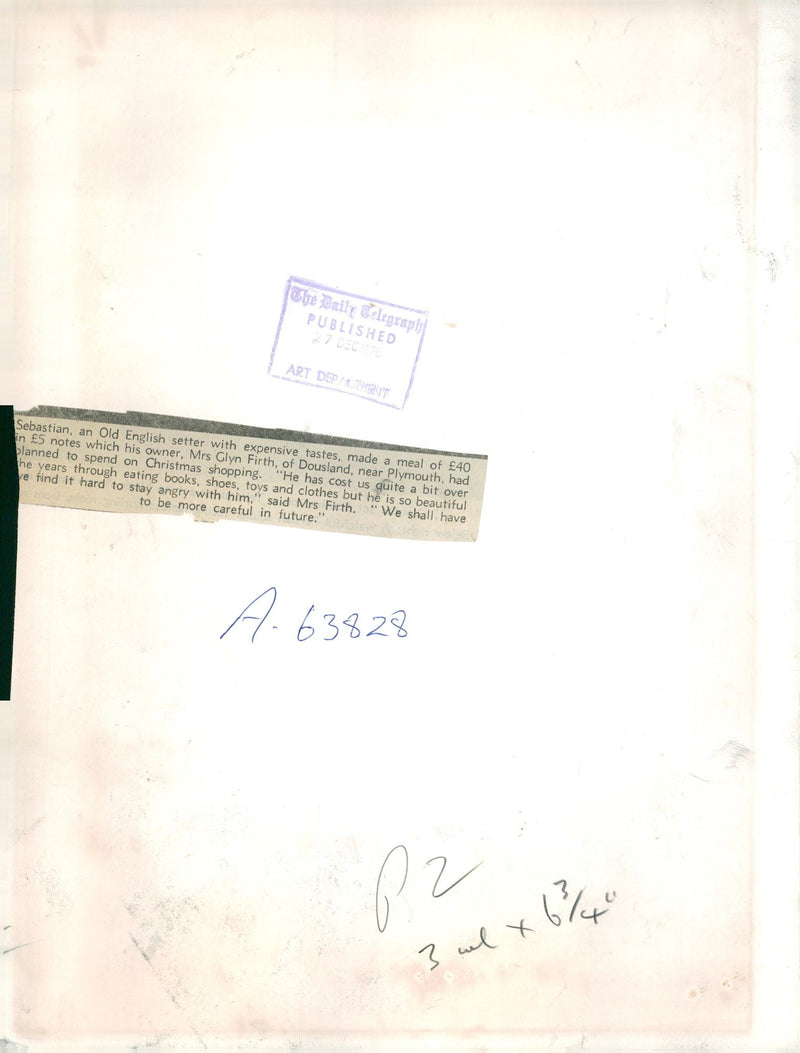 The Daily Telegraph
PUBLISHED
27 DEC 1978
ART DEPARTMENT
Sebastian, an Old English setter with expensive tastes, made a meal of £40
in £5 notes which his owner, Mrs Glyn Firth, of Dousland, near Plymouth, had
planned to spend on Christmas shopping. "He has cost us quite a bit over
he years through eating books, shoes, toys and clothes but he is so beautiful
we find it hard to stay angry with him," said Mrs Firth. "We shall have
to be more careful in future."
A. 63828
P 2
3 col x 6 3/4"